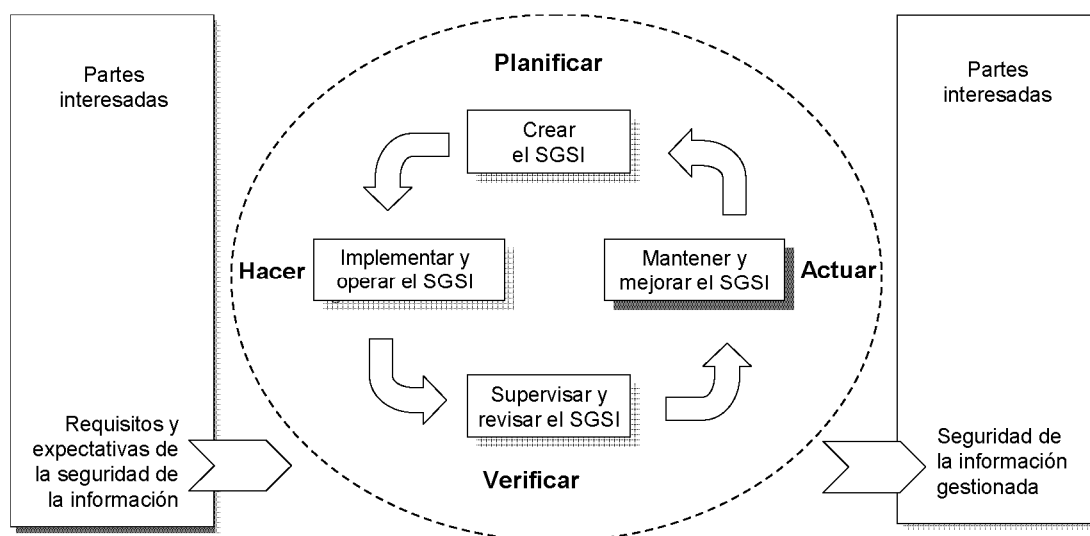 Partes
interesadas
Requisitos y
expectativas de
la seguridad de
la información
Planificar
Crear
el SGSI
Hacer
Implementar y
operar el SGSI
Mantener y
mejorar el SGSI
Actuar
Supervisar y
revisar el SGSI
Verificar
Partes
interesadas
Seguridad de
la información
gestionada